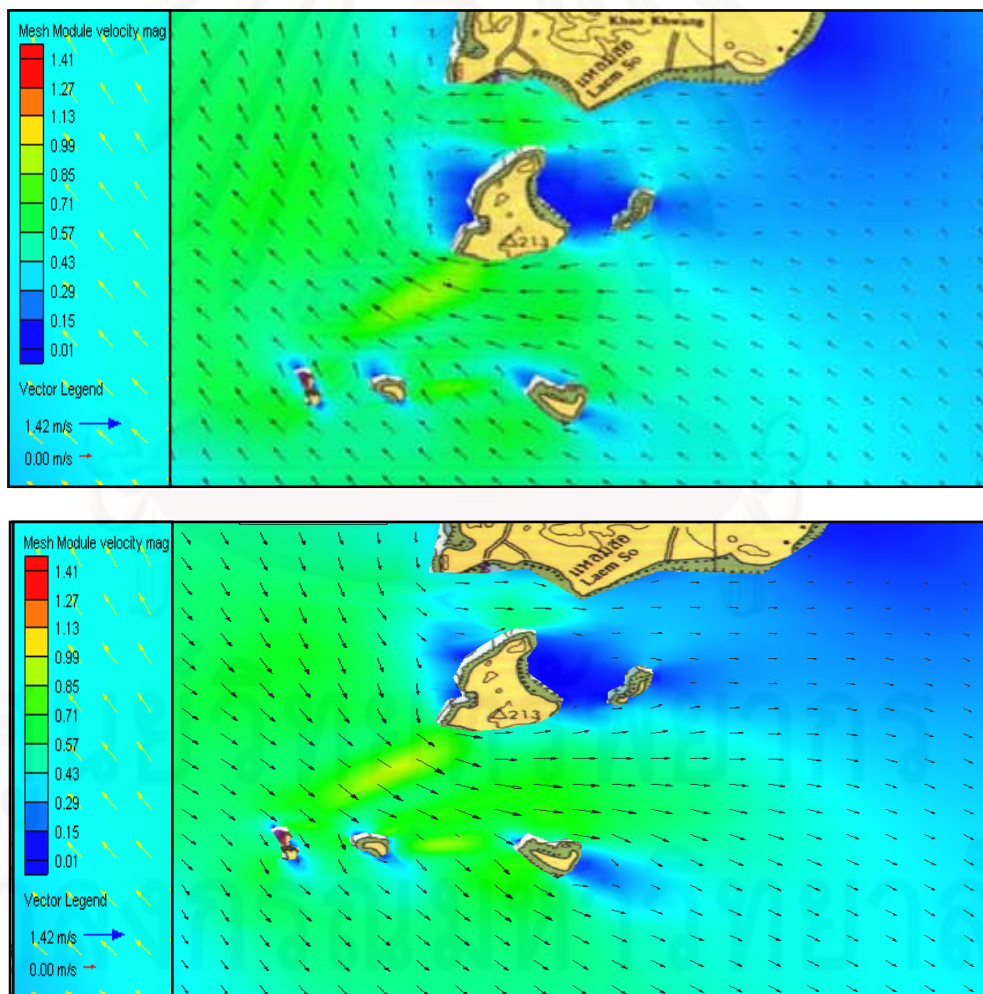 Mesh Module velocity mag
1.41
1.27
1.13
0.99
0.85
0.71
0.57
0.43
0.29
0.15
0.01
Vector Legend
1.42 m/s
0.00 m/s
Khao Khwang
แหลมสอ
Laem So
213
Mesh Module velocity mag
1.41
1.27
1.13
0.99
0.85
0.71
0.57
0.43
0.29
0.15
0.01
Vector Legend
1.42 m/s
0.00 m/s
แหลมสอ
Laem So
213